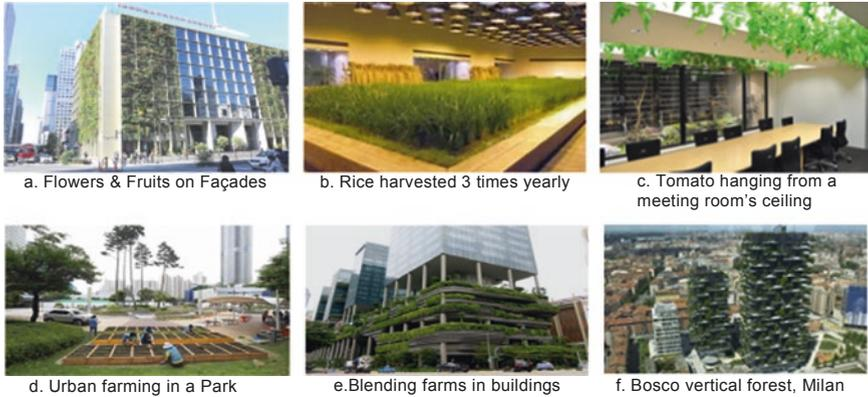 a. Flowers & Fruits on Façades
b. Rice harvested 3 times yearly
c. Tomato hanging from a
meeting room's ceiling
d. Urban farming in a Park
e.Blending farms in buildings
f. Bosco vertical forest, Milan